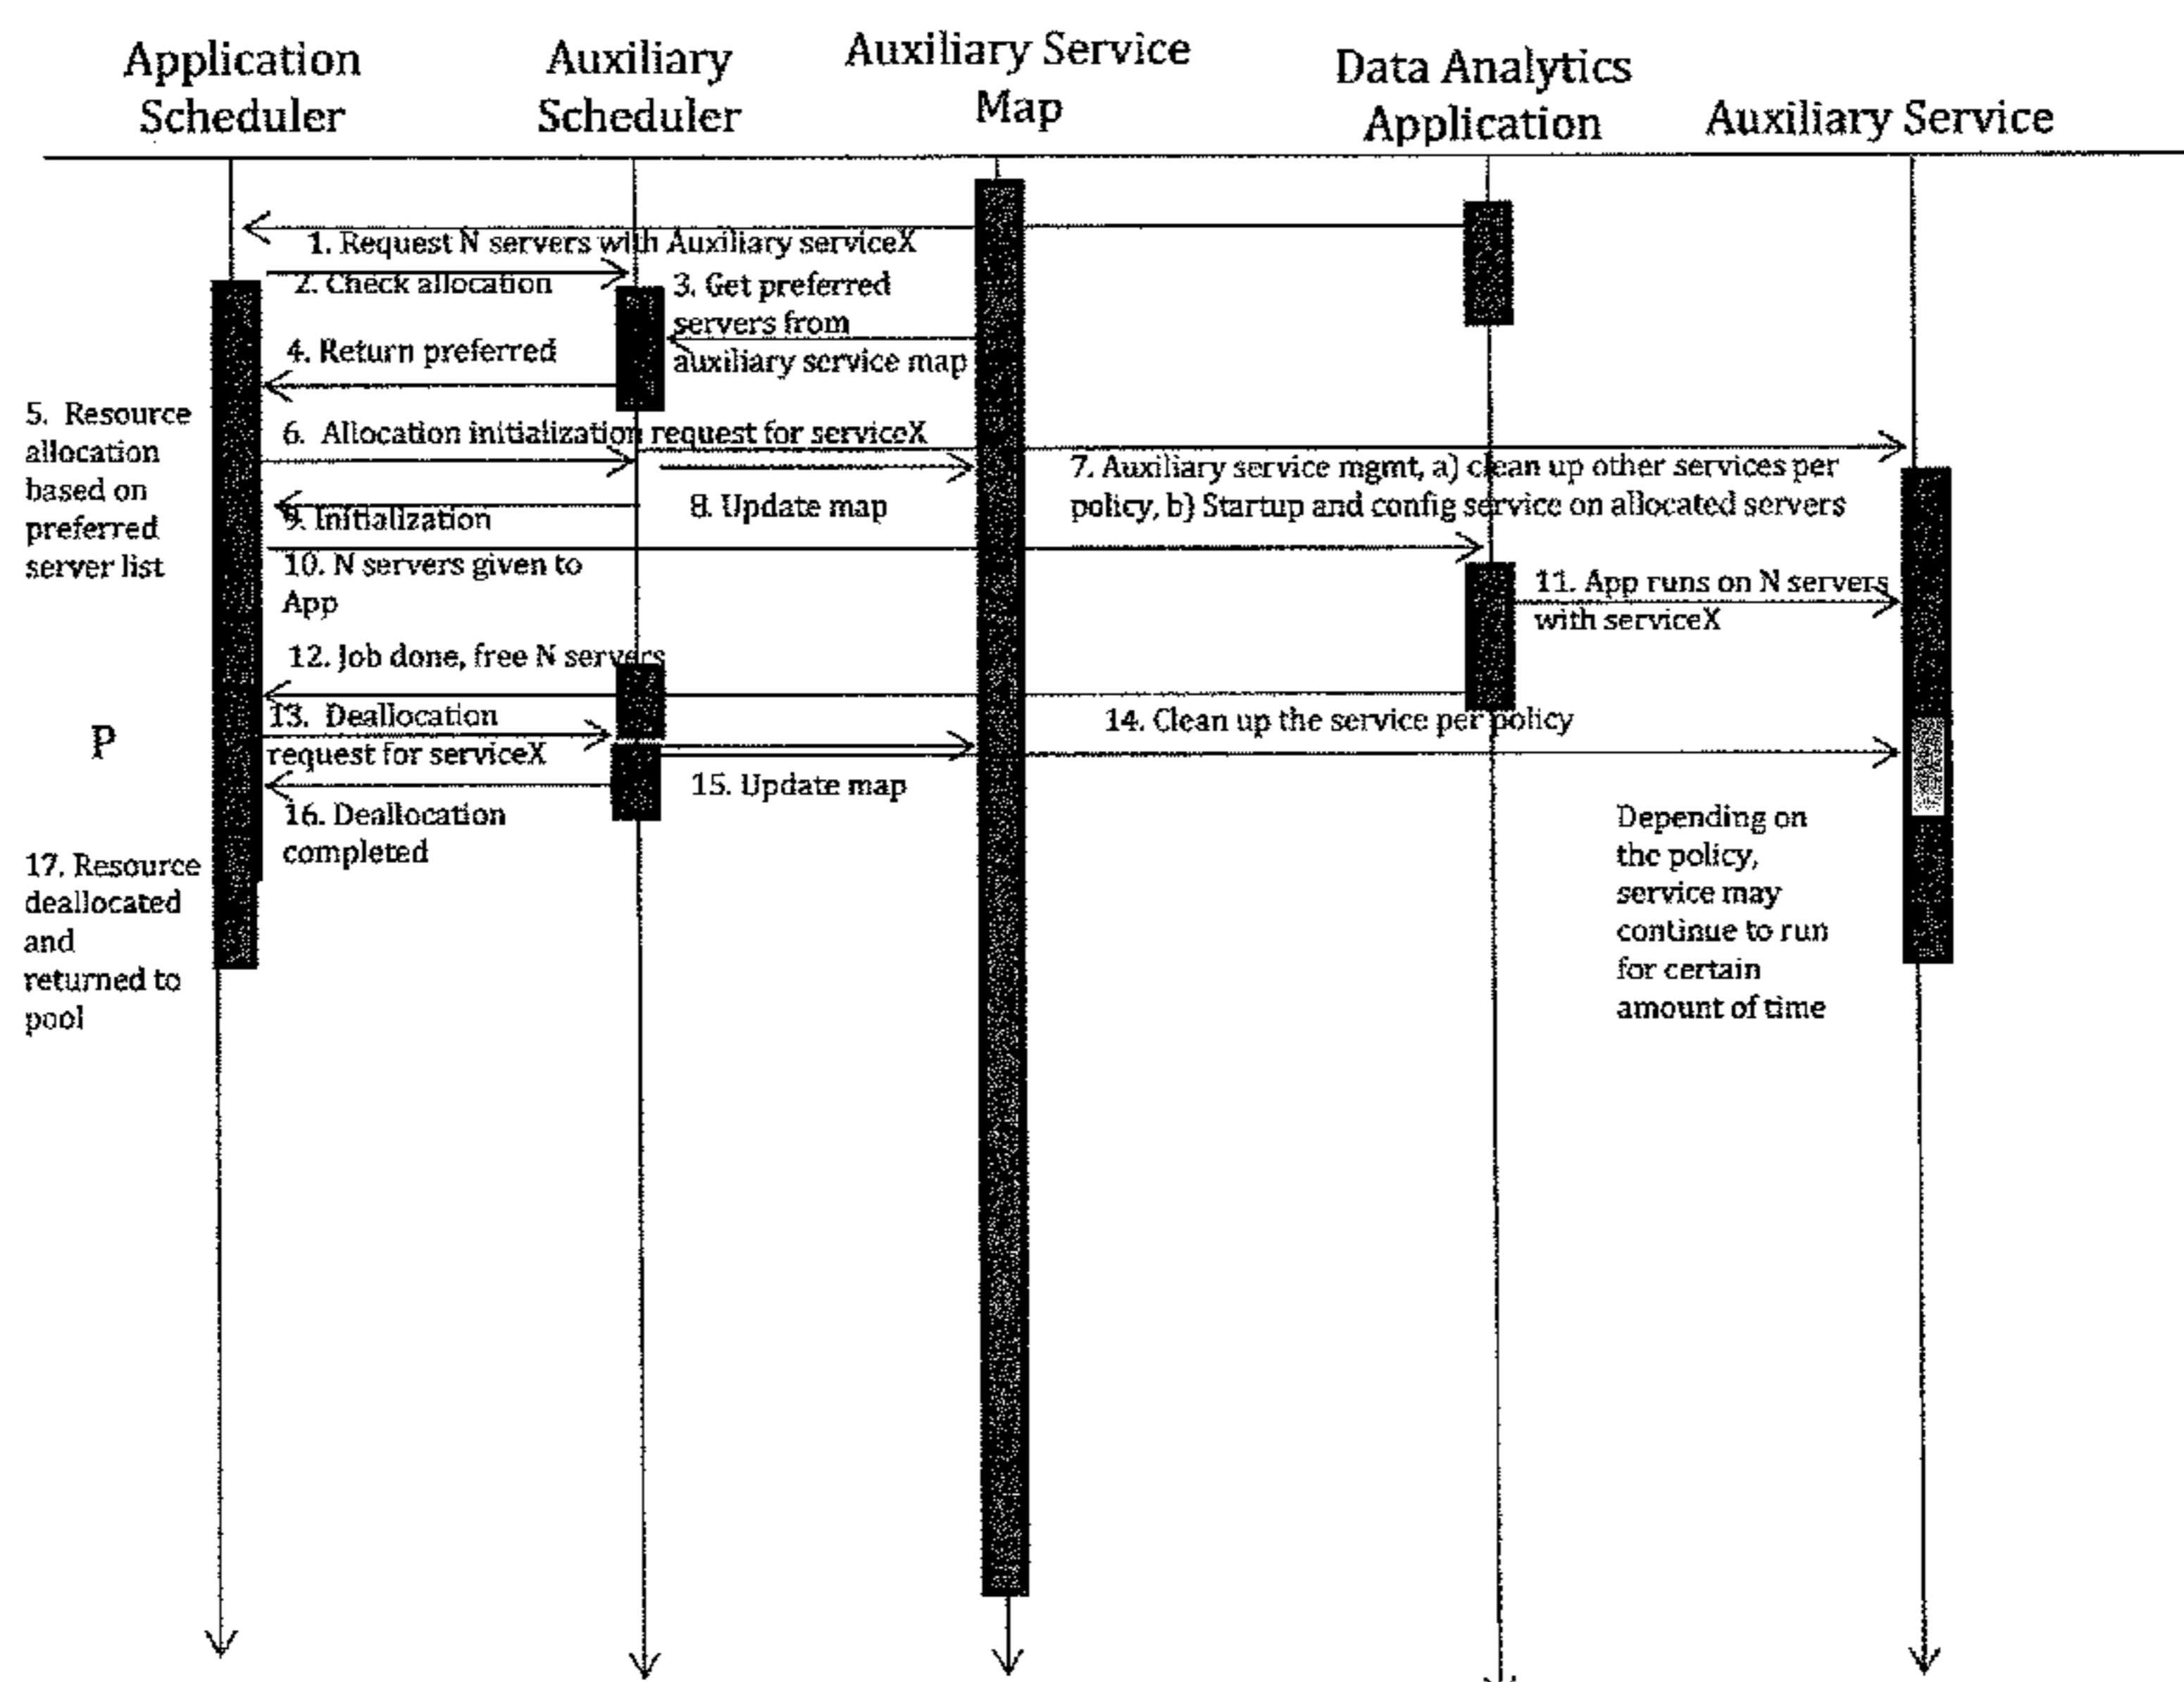 Application
Scheduler
Auxiliary
Scheduler
Auxiliary Service
Map
Data Analytics
Application
Auxiliary Service
1. Request N servers with Auxiliary serviceX
2. Check allocation
3. Get preferred
servers from
auxiliary service map
4. Return preferred
5. Resource
allocation
based on
preferred
server list
6. Allocation initialization request for serviceX
7. Auxiliary service mgmt, a) clean up other services per
policy, b) Startup and config service on allocated servers
8. Update map
9. Initialization
10. N servers given to
App
11. App runs on N servers
with serviceX
12. Job done, free N servers
13. Deallocation
request for serviceX
P
14. Clean up the service per policy
15. Update map
16. Deallocation
completed
Depending on
the policy,
service may
continue to run
for certain
amount of time
17. Resource
deallocated
and
returned to
pool